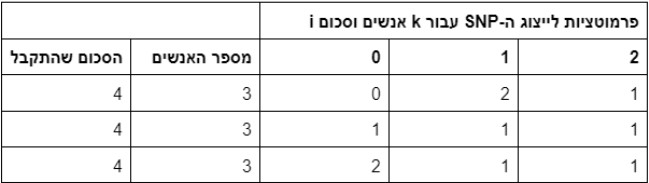 פרמוטציות לייצוג ה-SNP עבור k אנשים וסכום i
הסכום שהתקבל מספר האנשים 0 1 2
4 3 0 2 1
4 3 1 1 1
4 3 2 1 1